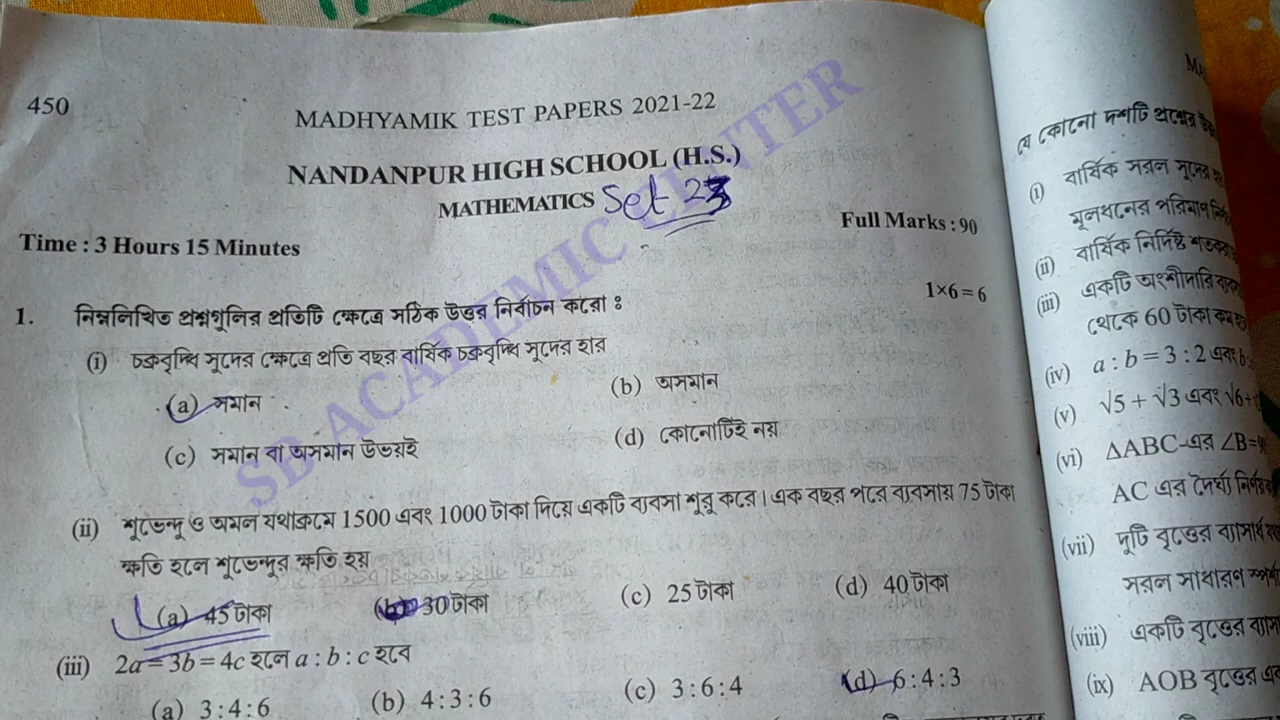 450
MADHYAMIK TEST PAPERS 2021-22
NANDANPUR HIGH SCHOOL (H.S.)
MATHEMATICS Set 23
Time : 3 Hours 15 Minutes
Full Marks : 90
1. নিম্নলিখিত প্রশ্নগুলির প্রতিটি ক্ষেত্রে সঠিক উত্তর নির্বাচন করো ঃ 1×6 = 6
(i) চক্রবৃদ্ধি সুদের ক্ষেত্রে প্রতি বছর বার্ষিক চক্রবৃদ্ধি সুদের হার
(a) সমান (b) অসমান
(c) সমান বা অসমান উভয়ই (d) কোনোটিই নয়
(ii) শুভেন্দু ও অমল যথাক্রমে 1500 এবং 1000 টাকা দিয়ে একটি ব্যবসা শুরু করে। এক বছর পরে ব্যবসায় 75 টাকা
ক্ষতি হলে শুভেন্দুর ক্ষতি হয়
(a) 45 টাকা (b) 30 টাকা (c) 25 টাকা (d) 40 টাকা
(iii) 2a = 3b = 4c হলে a : b : c হবে
(a) 3 : 4 : 6 (b) 4 : 3 : 6 (c) 3 : 6 : 4 (d) 6 : 4 : 3
SB ACADEMIC CENTER
যে কোনো দশটি প্রশ্নের
(i) বার্ষিক সরল সুদের
মূলধনের পরিমাণ
(ii) বার্ষিক নির্দিষ্ট
(iii) একটি অংশীদারি
থেকে 60 টাকা কম
(iv) a : b = 3 : 2 এবং b
(v) √5 + √3 এবং √6 +
(vi) ΔABC-এর ∠B=
AC এর দৈর্ঘ্য নির্ণয়
(vii) দুটি বৃত্তের ব্যাসার্ধ
সরল সাধারণ স্পর্শ
(viii) একটি বৃত্তের
(ix) AOB বৃত্তের